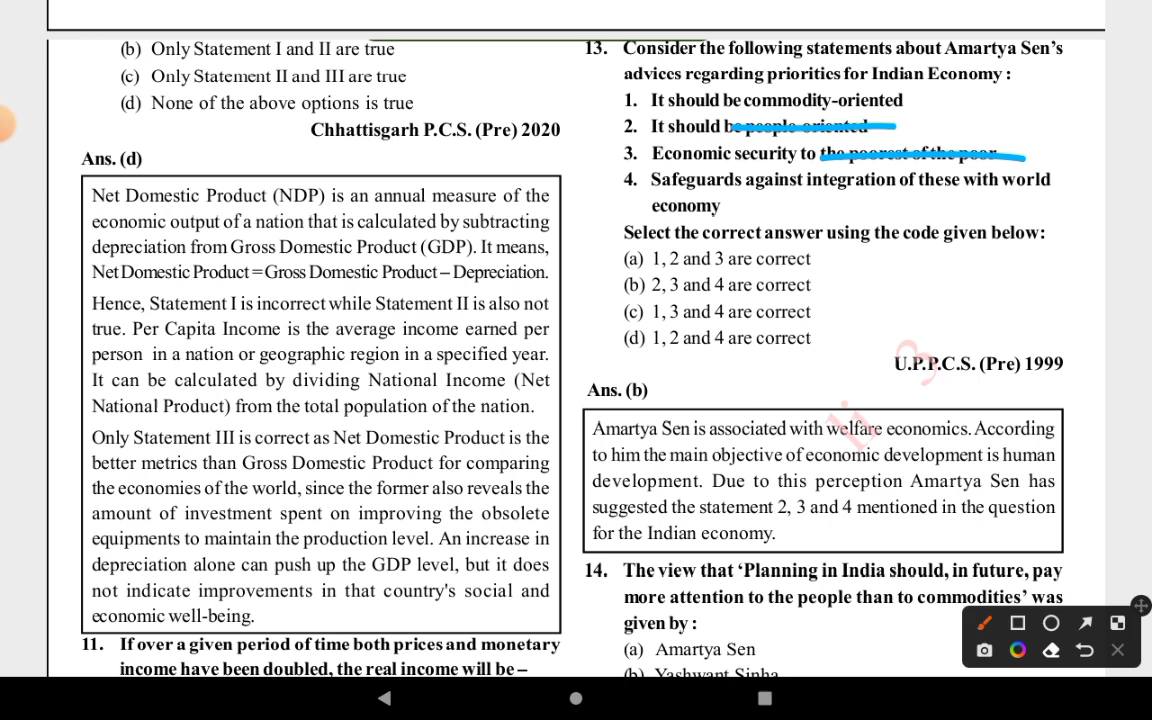 (b) Only Statement I and II are true
(c) Only Statement II and III are true
(d) None of the above options is true
Chhattisgarh P.C.S. (Pre) 2020
Ans. (d)
Net Domestic Product (NDP) is an annual measure of the
economic output of a nation that is calculated by subtracting
depreciation from Gross Domestic Product (GDP). It means,
Net Domestic Product = Gross Domestic Product – Depreciation.
Hence, Statement I is incorrect while Statement II is also not
true. Per Capita Income is the average income earned per
person in a nation or geographic region in a specified year.
It can be calculated by dividing National Income (Net
National Product) from the total population of the nation.
Only Statement III is correct as Net Domestic Product is the
better metrics than Gross Domestic Product for comparing
the economies of the world, since the former also reveals the
amount of investment spent on improving the obsolete
equipments to maintain the production level. An increase in
depreciation alone can push up the GDP level, but it does
not indicate improvements in that country's social and
economic well-being.
11. If over a given period of time both prices and monetary
income have been doubled, the real income will be –
13. Consider the following statements about Amartya Sen's
advices regarding priorities for Indian Economy :
1. It should be commodity-oriented
2. It should be people oriented
3. Economic security to the poorest of the poor
4. Safeguards against integration of these with world
economy
Select the correct answer using the code given below:
(a) 1, 2 and 3 are correct
(b) 2, 3 and 4 are correct
(c) 1, 3 and 4 are correct
(d) 1, 2 and 4 are correct
U.P.P.C.S. (Pre) 1999
Ans. (b)
Amartya Sen is associated with welfare economics. According
to him the main objective of economic development is human
development. Due to this perception Amartya Sen has
suggested the statement 2, 3 and 4 mentioned in the question
for the Indian economy.
14. The view that 'Planning in India should, in future, pay
more attention to the people than to commodities' was
given by :
(a) Amartya Sen
(b) Yashwant Sinha